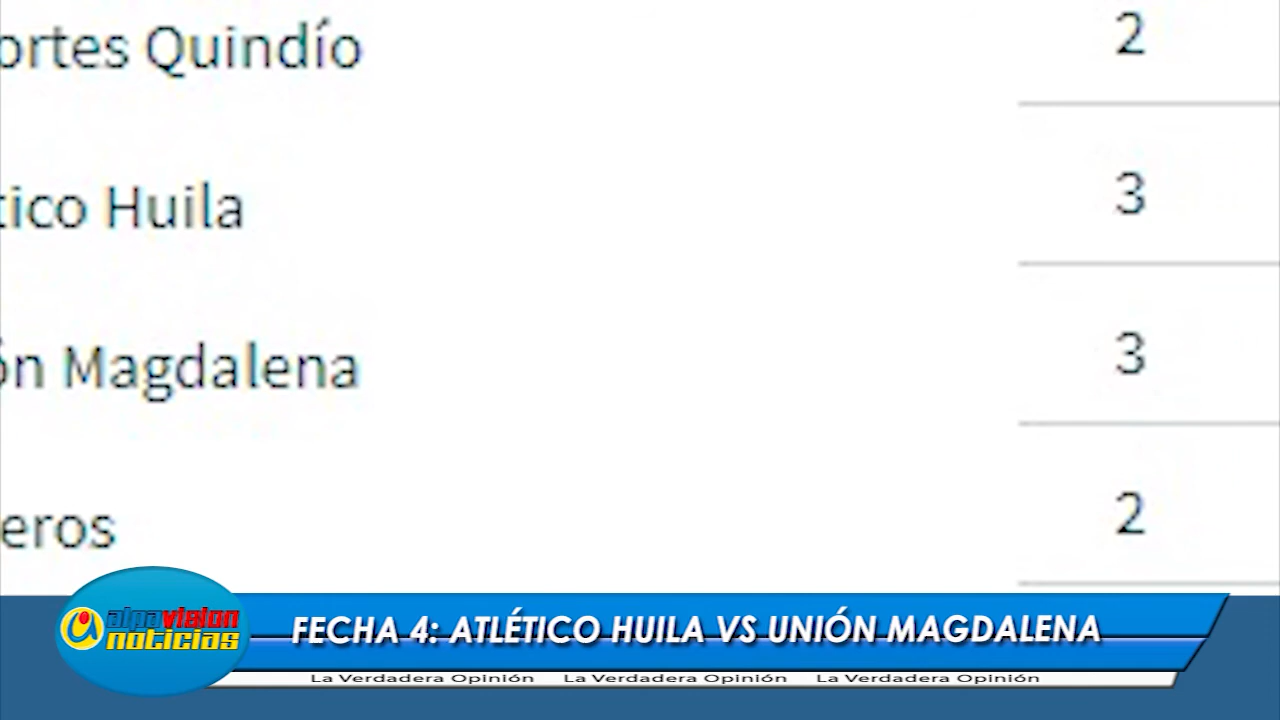 ortes Quindío 2
tico Huila 3
ón Magdalena 3
eros 2
alpavision
noticias
FECHA 4: ATLÉTICO HUILA VS UNIÓN MAGDALENA
La Verdadera Opinión La Verdadera Opinión La Verdadera Opinión